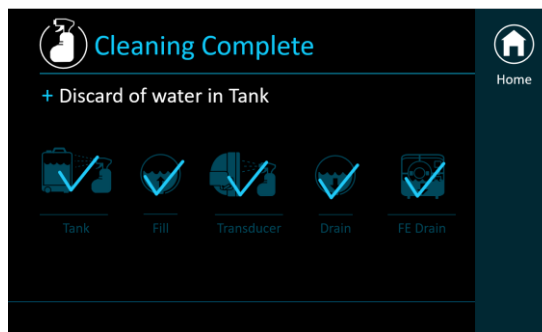 Cleaning Complete
Home
+ Discard of water in Tank
Tank
Fill
Transducer
Drain
FE Drain